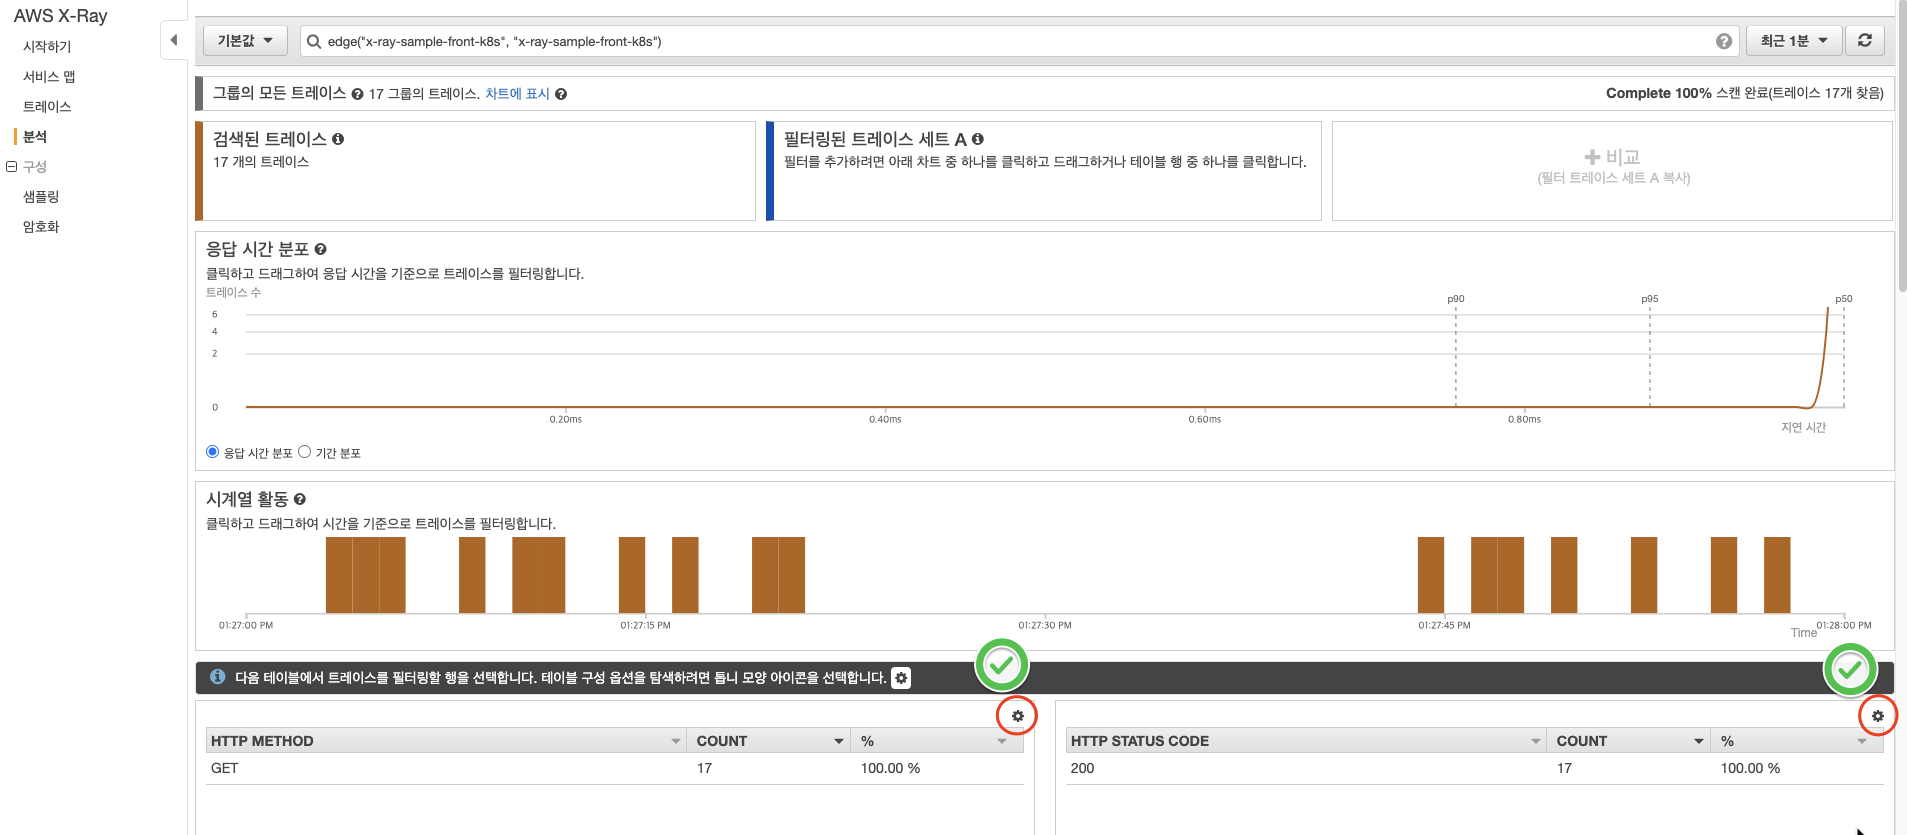 AWS X-Ray
시작하기
서비스 맵
트레이스
분석
구성
샘플링
암호화
기본값
edge("x-ray-sample-front-k8s", "x-ray-sample-front-k8s")
최근 1분
그룹의 모든 트레이스 17 그룹의 트레이스. 차트에 표시
Complete 100% 스캔 완료(트레이스 17개 찾음)
검색된 트레이스
17 개의 트레이스
필터링된 트레이스 세트 A
필터를 추가하려면 아래 차트 중 하나를 클릭하고 드래그하거나 테이블 행 중 하나를 클릭합니다.
비교
(필터 트레이스 세트 A 복사)
응답 시간 분포
클릭하고 드래그하여 응답 시간을 기준으로 트레이스를 필터링합니다.
트레이스 수
p90 p95 p50
6
4
2
0
0.20ms 0.40ms 0.60ms 0.80ms
지연 시간
응답 시간 분포 기간 분포
시계열 활동
클릭하고 드래그하여 시간을 기준으로 트레이스를 필터링합니다.
01:27:00 PM 01:27:15 PM 01:27:30 PM 01:27:45 PM 01:28:00 PM
Time
다음 테이블에서 트레이스를 필터링할 행을 선택합니다. 테이블 구성 옵션을 탐색하려면 톱니 모양 아이콘을 선택합니다.
HTTP METHOD COUNT %
GET 17 100.00 %
HTTP STATUS CODE COUNT %
200 17 100.00 %